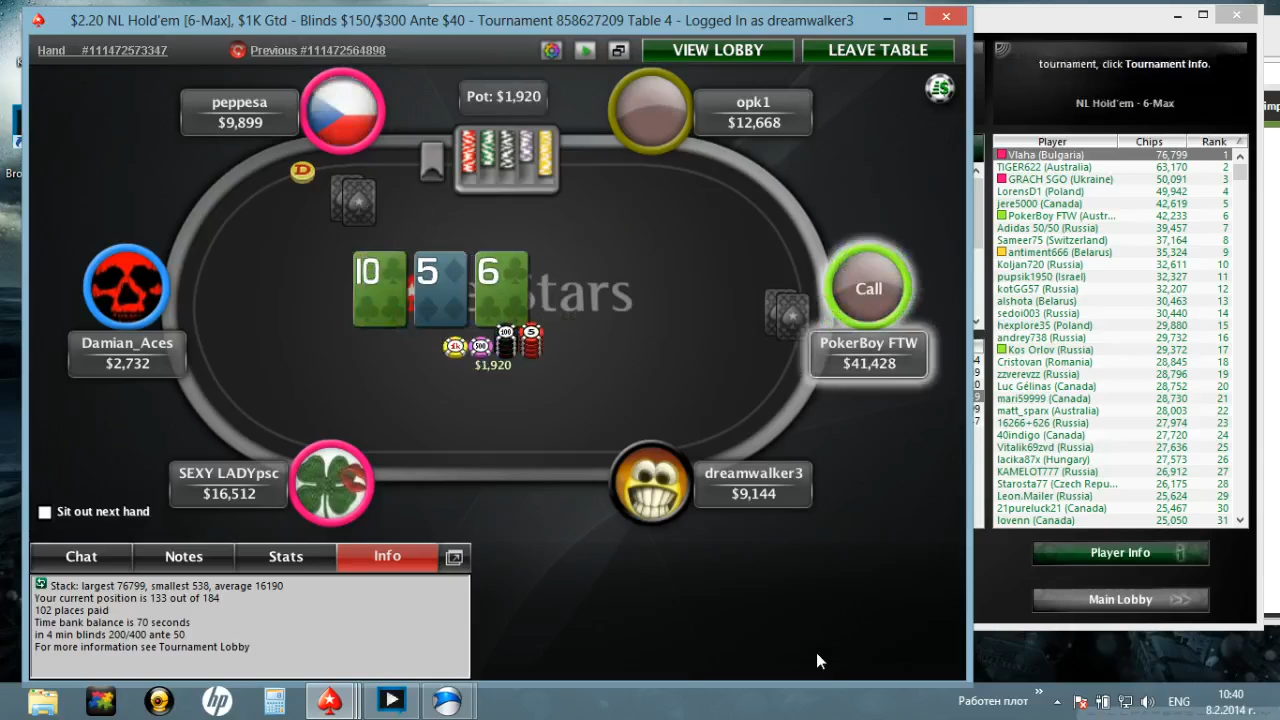 $2.20 NL Hold'em [6-Max], $1K Gtd - Blinds $150/$300 Ante $40 - Tournament 858627209 Table 4 - Logged In as dreamwalker3
Hand #111472573347
Previous #111472564898
VIEW LOBBY
LEAVE TABLE
tournament, click Tournament Info.
NL Hold'em - 6-Max
peppesa
$9,899
Pot: $1,920
opk1
$12,668
D
10
5
6
stars
1k
500
100
5
$1,920
Damian_Aces
$2,732
Call
PokerBoy FTW
$41,428
SEXY LADYpsc
$16,512
dreamwalker3
$9,144
Sit out next hand
Chat
Notes
Stats
Info
Stack: largest 76799, smallest 538, average 16190
Your current position is 133 out of 184
102 places paid
Time bank balance is 70 seconds
in 4 min blinds 200/400 ante 50
For more information see Tournament Lobby
Player Chips Rank
Vlaha (Bulgaria) 76,799 1
TIGER622 (Australia) 63,170 2
GRACH SGO (Ukraine) 50,091 3
LorensD1 (Poland) 49,942 4
jere5000 (Canada) 42,619 5
PokerBoy FTW (Austr... 42,233 6
Adidas 50/50 (Russia) 39,457 7
Sameer75 (Switzerland) 37,164 8
antiment666 (Belarus) 35,324 9
Koljan720 (Russia) 32,611 10
pupsik1950 (Israel) 32,327 11
kotGG57 (Russia) 32,207 12
alshota (Belarus) 30,463 13
sedoi003 (Russia) 30,440 14
hexplore35 (Poland) 29,880 15
andrey738 (Russia) 29,732 16
Kos Orlov (Russia) 29,372 17
Cristovan (Romania) 28,845 18
zzverevzz (Russia) 28,796 19
Luc Gélinas (Canada) 28,752 20
mari59999 (Canada) 28,730 21
matt_sparx (Australia) 28,003 22
16266+626 (Russia) 27,974 23
40indigo (Canada) 27,720 24
Vitalik69zvd (Russia) 27,636 25
lacika87x (Hungary) 26,573 26
KAMELOT777 (Russia) 26,912 27
Starosta77 (Czech Repu... 26,175 28
Leon.Mailer (Russia) 25,624 29
21pureluck21 (Canada) 25,467 30
lovenn (Canada) 25,050 31
Player Info
Main Lobby
Работен плот
ENG
10:40
8.2.2014 г.